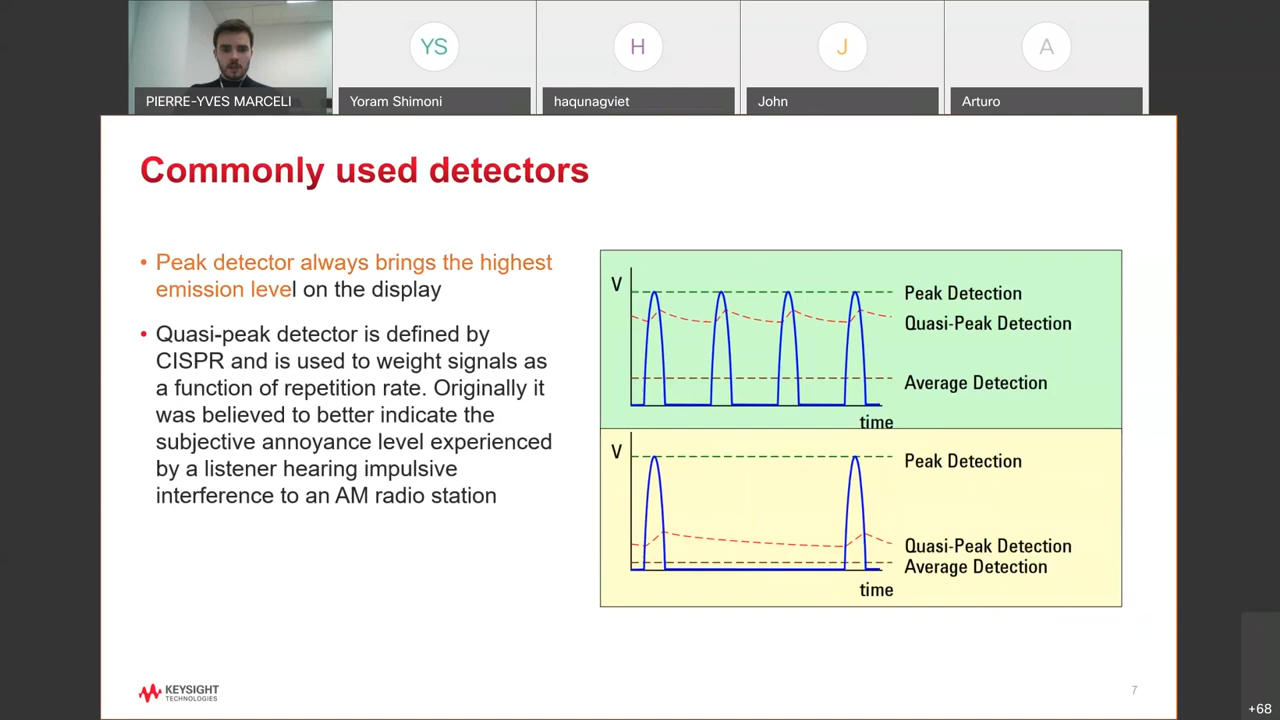 YS
H
J
A
PIERRE-YVES MARCELI
Yoram Shimoni
haqunagviet
John
Arturo
Commonly used detectors
• Peak detector always brings the highest
emission level on the display
• Quasi-peak detector is defined by
CISPR and is used to weight signals as
a function of repetition rate. Originally it
was believed to better indicate the
subjective annoyance level experienced
by a listener hearing impulsive
interference to an AM radio station
V
Peak Detection
Quasi-Peak Detection
Average Detection
time
V
Peak Detection
Quasi-Peak Detection
Average Detection
time
KEYSIGHT
TECHNOLOGIES
7
+68